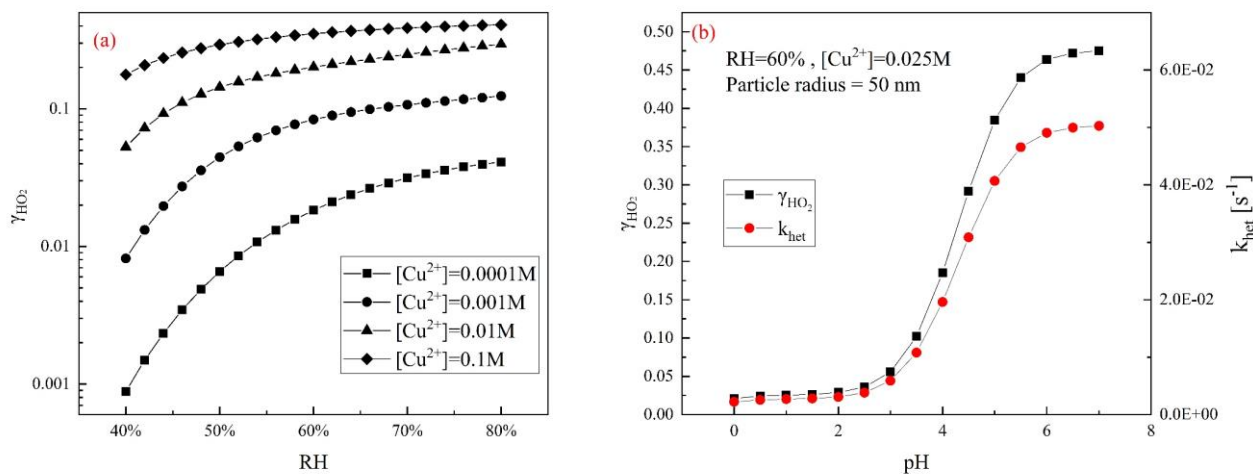 (a)
0.1
0.01
0.001
γHO₂
40%
50%
60%
70%
80%
RH
[Cu²⁺]=0.0001M
[Cu²⁺]=0.001M
[Cu²⁺]=0.01M
[Cu²⁺]=0.1M
(b)
RH=60% , [Cu²⁺]=0.025M
Particle radius = 50 nm
0.50
0.45
0.40
0.35
0.30
0.25
0.20
0.15
0.10
0.05
0.00
γHO₂
γHO₂
khet
6.0E-02
4.0E-02
2.0E-02
0.0E+00
khet [s⁻¹]
0
2
4
6
8
pH